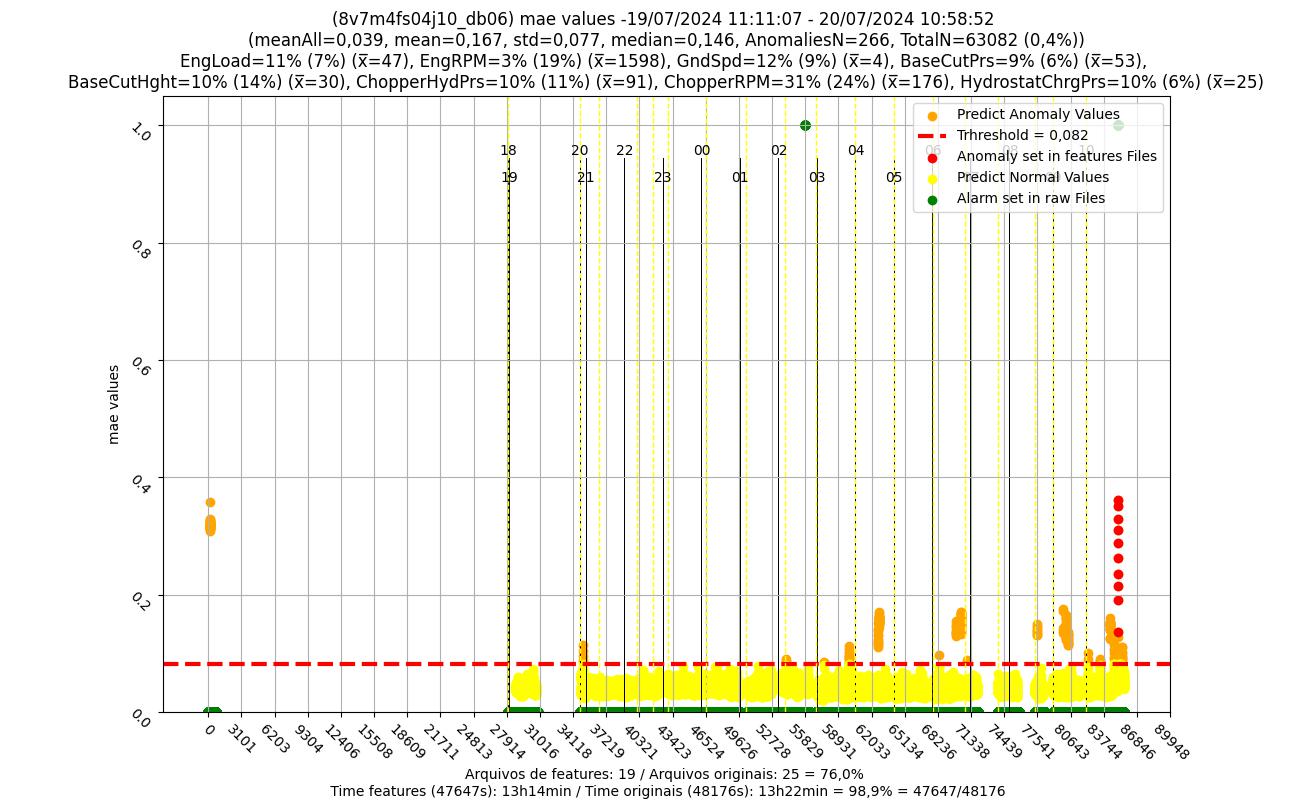 (8v7m4fs04j10_db06) mae values -19/07/2024 11:11:07 - 20/07/2024 10:58:52
(meanAll=0,039, mean=0,167, std=0,077, median=0,146, AnomaliesN=266, TotalN=63082 (0,4%))
EngLoad=11% (7%) (x̅=47), EngRPM=3% (19%) (x̅=1598), GndSpd=12% (9%) (x̅=4), BaseCutPrs=9% (6%) (x̅=53),
BaseCutHght=10% (14%) (x̅=30), ChopperHydPrs=10% (11%) (x̅=91), ChopperRPM=31% (24%) (x̅=176), HydrostatChrgPrs=10% (6%) (x̅=25)
Predict Anomaly Values
Trhreshold = 0,082
Anomaly set in features Files
Predict Normal Values
Alarm set in raw Files
18 20 22 00 02 04 06 08 10
19 21 23 01 03 05
mae values
1.0
0.8
0.6
0.4
0.2
0.0
0 3101 6203 9304 12406 15508 18609 21711 24813 27914 31016 34118 37219 40321 43423 46524 49626 52728 55829 58931 62033 65134 68236 71338 74439 77541 80643 83744 86846 89948
Arquivos de features: 19 / Arquivos originais: 25 = 76,0%
Time features (47647s): 13h14min / Time originais (48176s): 13h22min = 98,9% = 47647/48176